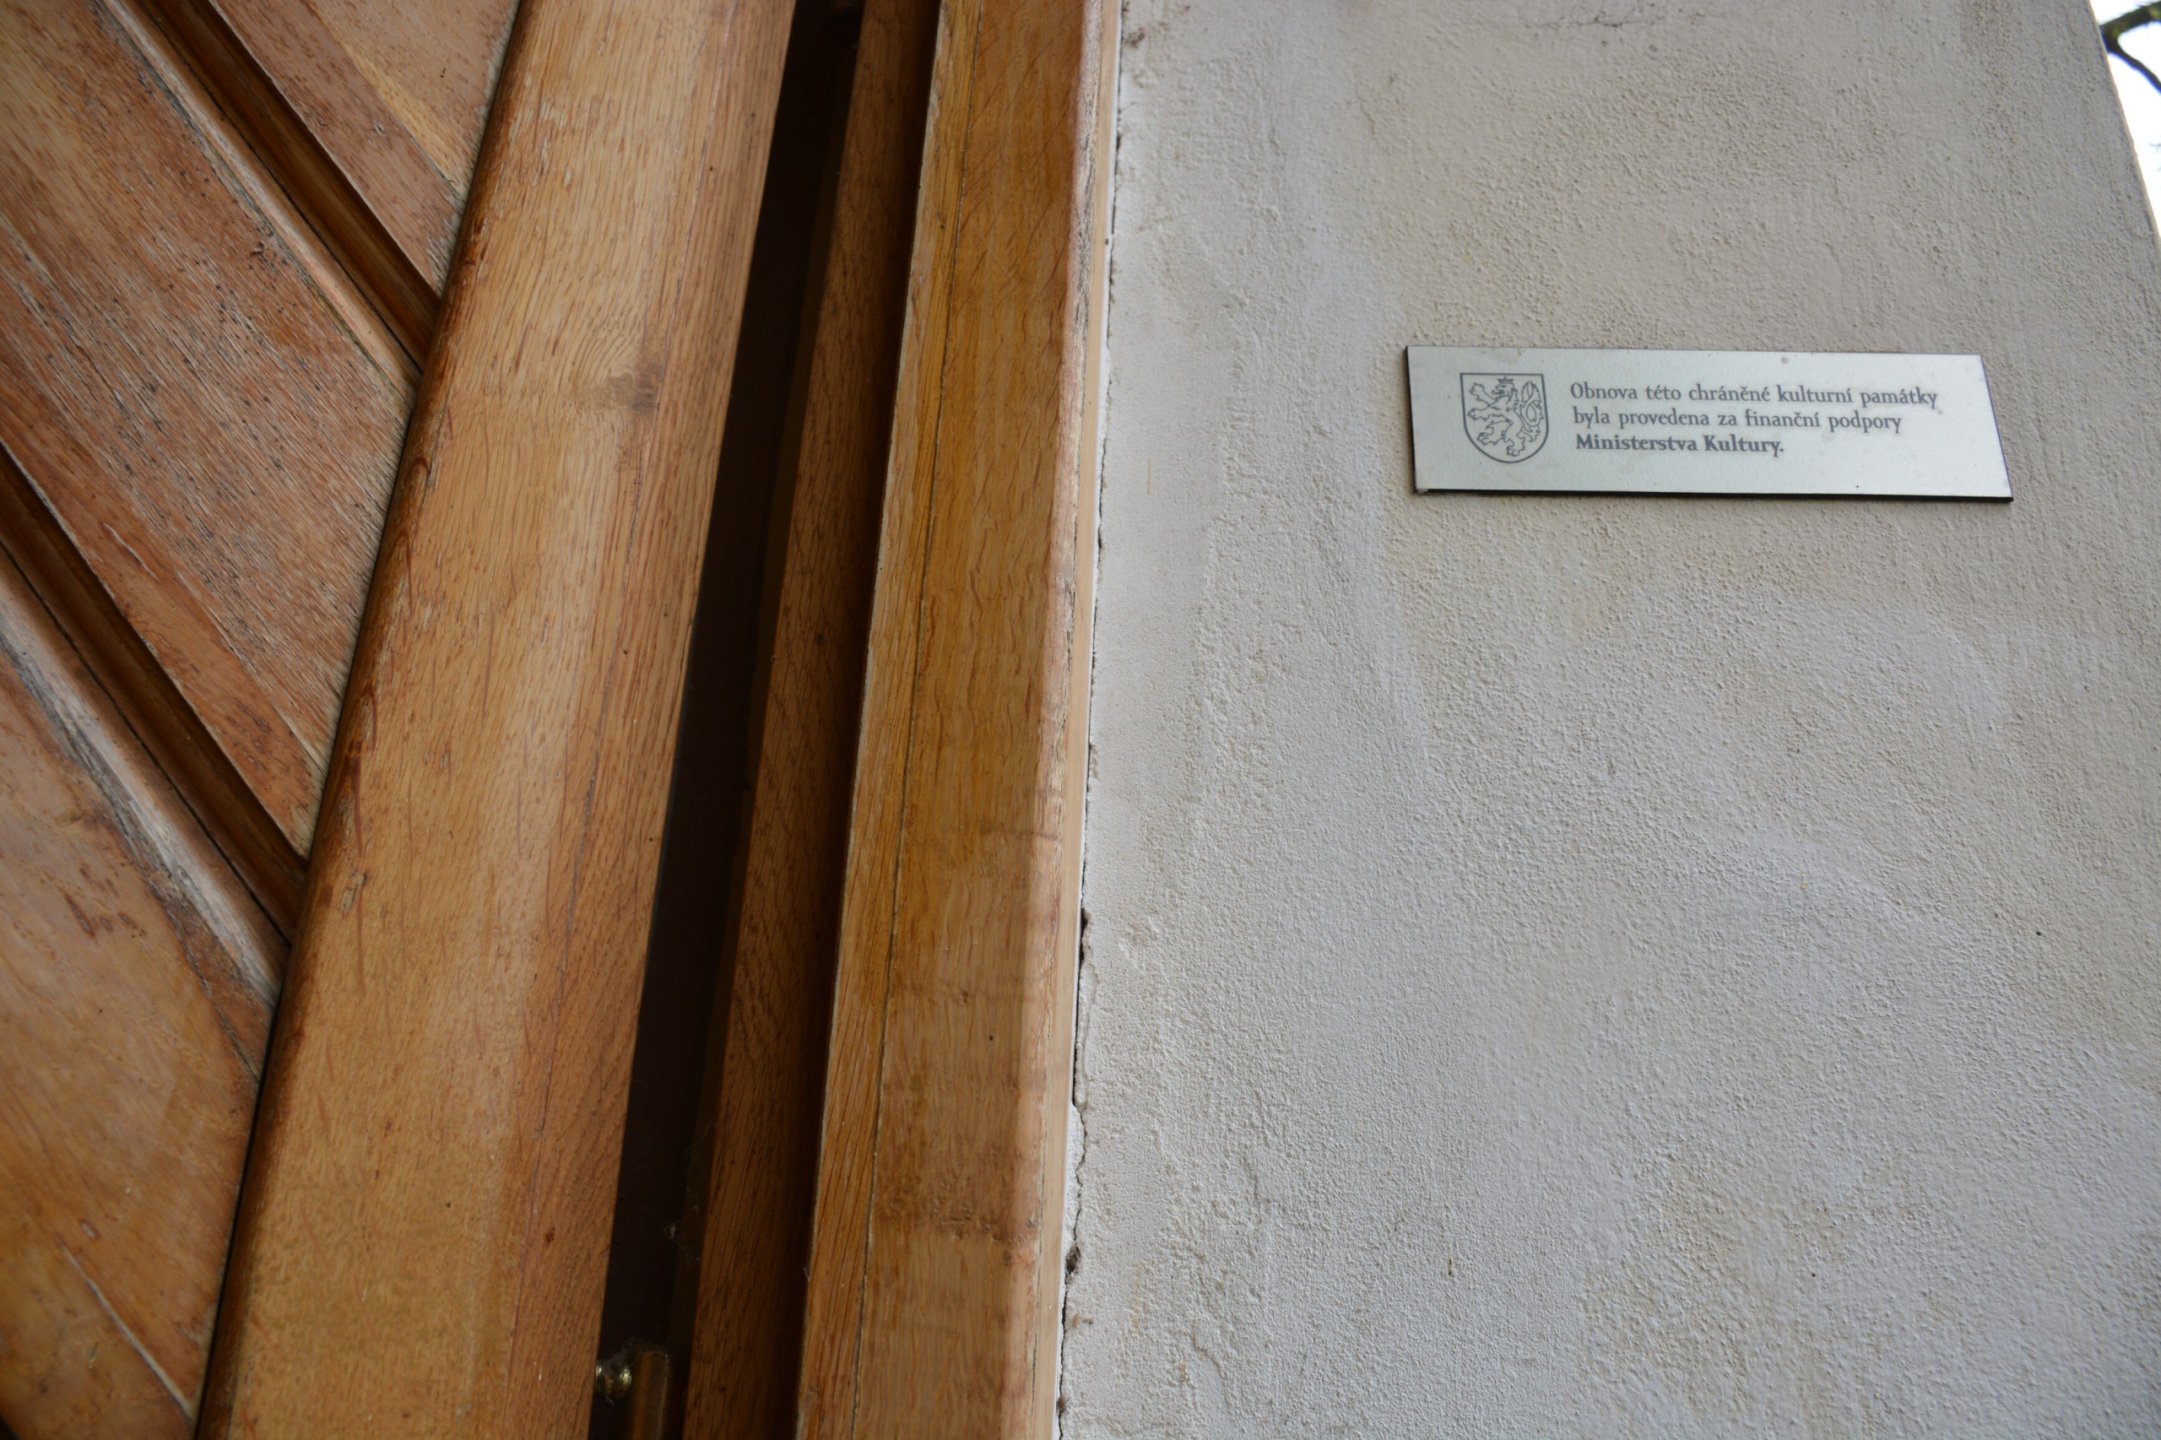 Obnova této chráněné kulturní památky
byla provedena za finanční podpory
Ministerstva Kultury.